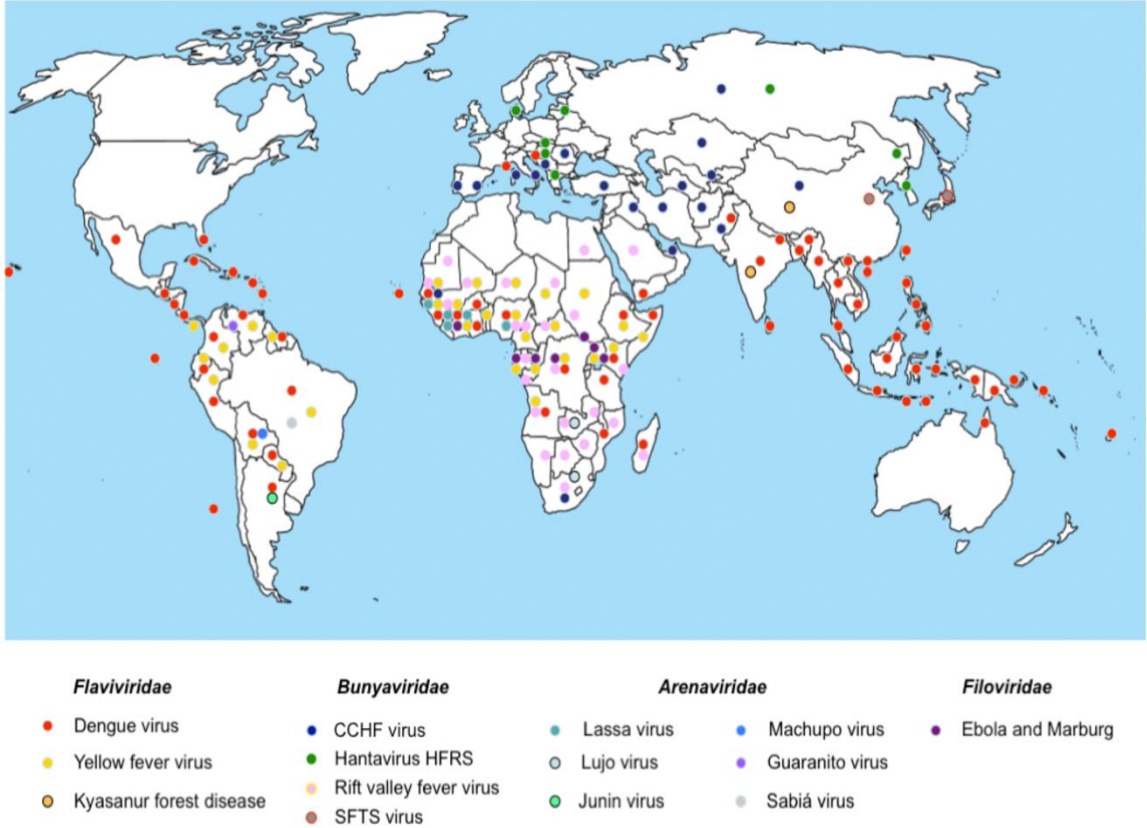 Flaviviridae
Dengue virus
Yellow fever virus
Kyasanur forest disease
Bunyaviridae
CCHF virus
Hantavirus HFRS
Rift valley fever virus
SFTS virus
Arenaviridae
Lassa virus
Lujo virus
Junin virus
Machupo virus
Guaranito virus
Sabiá virus
Filoviridae
Ebola and Marburg